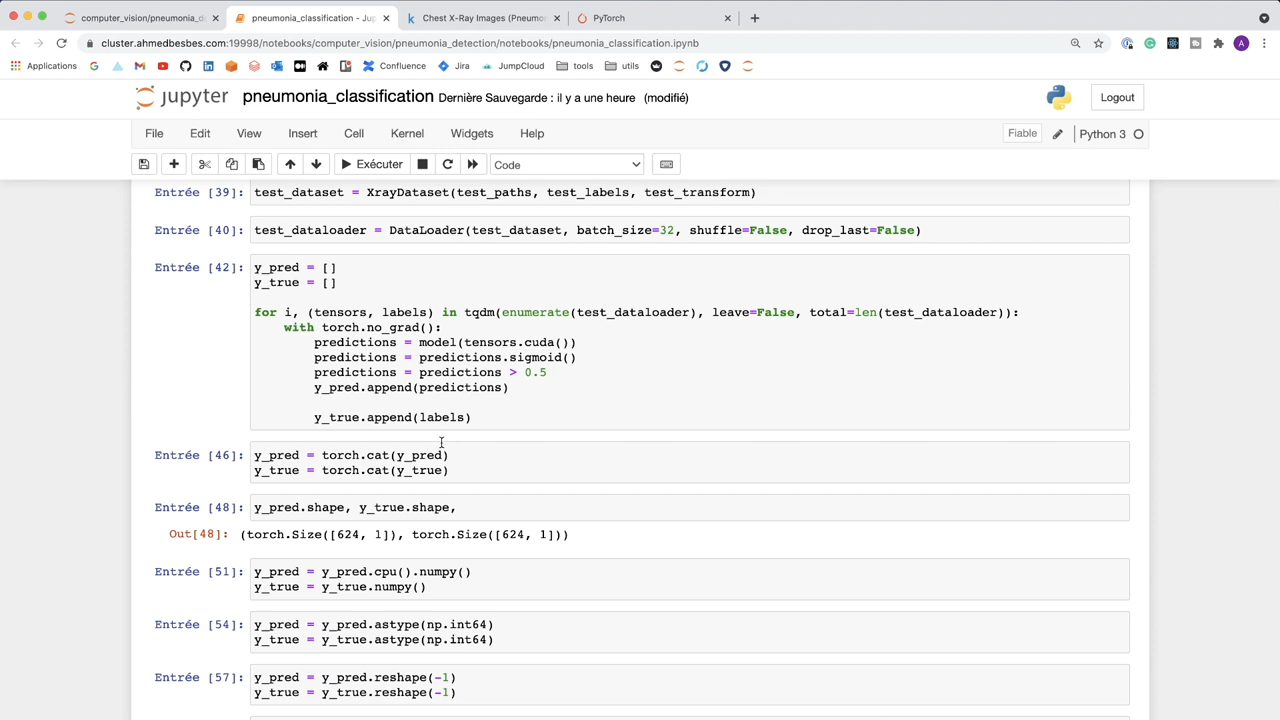 computer_vision/pneumonia_d
pneumonia_classification - Jup
Chest X-Ray Images (Pneumon
PyTorch
cluster.ahmedbesbes.com:19998/notebooks/computer_vision/pneumonia_detection/notebooks/pneumonia_classification.ipynb
A
Applications
Confluence
Jira
JumpCloud
tools
utils
jupyter
pneumonia_classification Dernière Sauvegarde : il y a une heure (modifié)
Logout
File Edit View Insert Cell Kernel Widgets Help
Fiable
Python 3
Exécuter
Code
Entrée [39]: test_dataset = XrayDataset(test_paths, test_labels, test_transform)
Entrée [40]: test_dataloader = DataLoader(test_dataset, batch_size=32, shuffle=False, drop_last=False)
Entrée [42]: y_pred = []
y_true = []
for i, (tensors, labels) in tqdm(enumerate(test_dataloader), leave=False, total=len(test_dataloader)):
with torch.no_grad():
predictions = model(tensors.cuda())
predictions = predictions.sigmoid()
predictions = predictions > 0.5
y_pred.append(predictions)
y_true.append(labels)
Entrée [46]: y_pred = torch.cat(y_pred)
y_true = torch.cat(y_true)
Entrée [48]: y_pred.shape, y_true.shape,
Out[48]: (torch.Size([624, 1]), torch.Size([624, 1]))
Entrée [51]: y_pred = y_pred.cpu().numpy()
y_true = y_true.numpy()
Entrée [54]: y_pred = y_pred.astype(np.int64)
y_true = y_true.astype(np.int64)
Entrée [57]: y_pred = y_pred.reshape(-1)
y_true = y_true.reshape(-1)